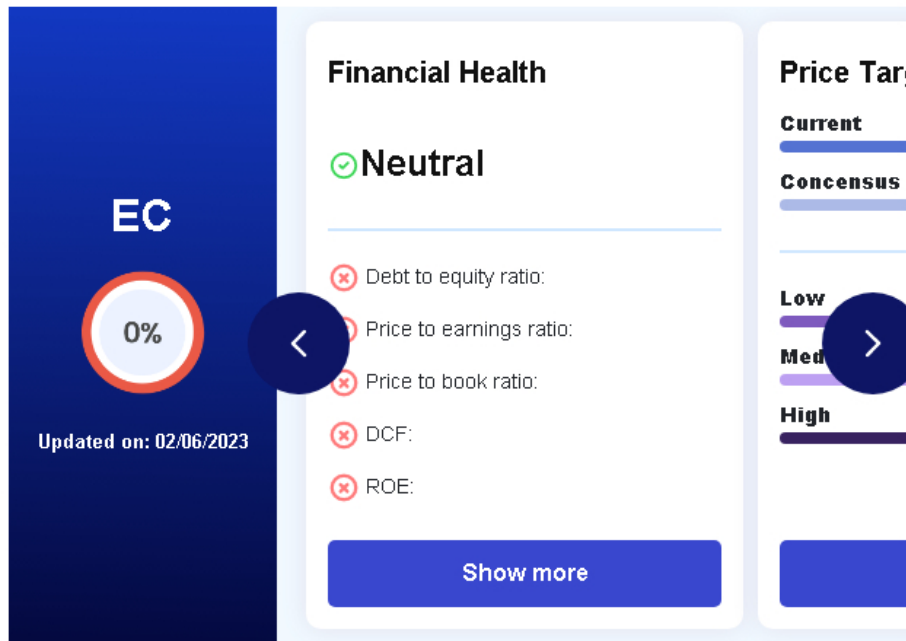 EC
0%
Updated on: 02/06/2023
Financial Health
Neutral
Debt to equity ratio:
Price to earnings ratio:
Price to book ratio:
DCF:
ROE:
Show more
Price
Current
Concensus
Low
High